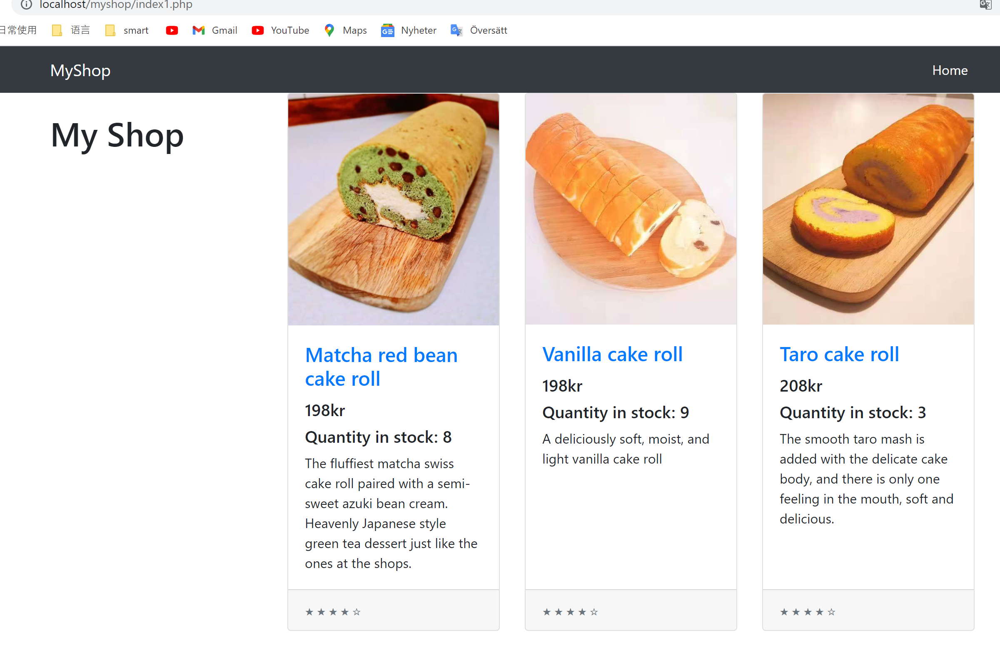 localhost/myshop/index1.php
日常使用 语言 smart Gmail YouTube Maps Nyheter Översätt
MyShop Home
My Shop
Matcha red bean
cake roll
198kr
Quantity in stock: 8
The fluffiest matcha swiss
cake roll paired with a semi-
sweet azuki bean cream.
Heavenly Japanese style
green tea dessert just like the
ones at the shops.
★ ★ ★ ★ ☆
Vanilla cake roll
198kr
Quantity in stock: 9
A deliciously soft, moist, and
light vanilla cake roll
★ ★ ★ ★ ☆
Taro cake roll
208kr
Quantity in stock: 3
The smooth taro mash is
added with the delicate cake
body, and there is only one
feeling in the mouth, soft and
delicious.
★ ★ ★ ★ ☆